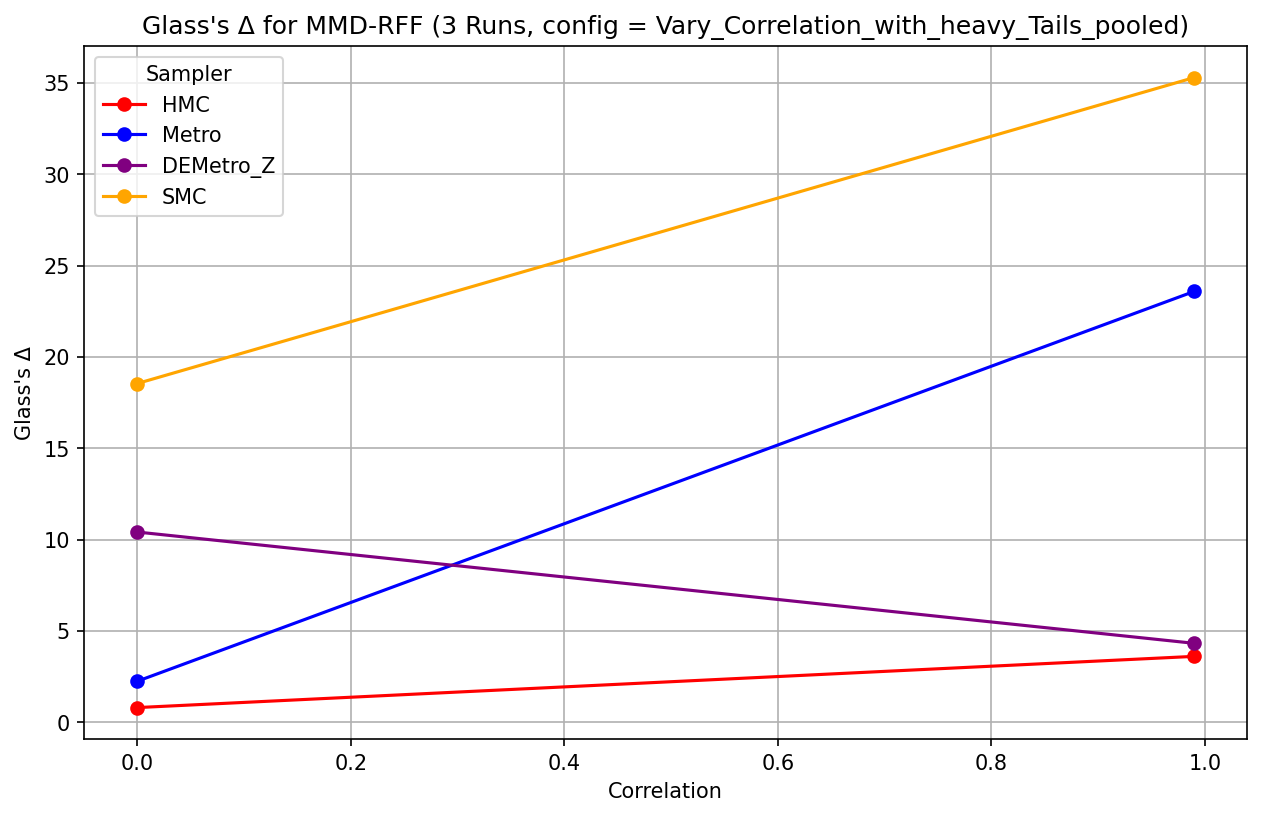 Glass's Δ for MMD-RFF (3 Runs, config = Vary_Correlation_with_heavy_Tails_pooled)
Sampler
HMC
Metro
DEMetro_Z
SMC
Glass's Δ
35
30
25
20
15
10
5
0
0.0 0.2 0.4 0.6 0.8 1.0
Correlation